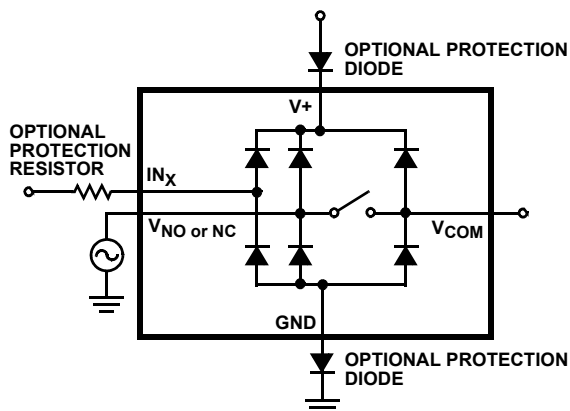 OPTIONAL PROTECTION
DIODE
V+
OPTIONAL
PROTECTION
RESISTOR
INX
VNO or NC
VCOM
GND
OPTIONAL PROTECTION
DIODE